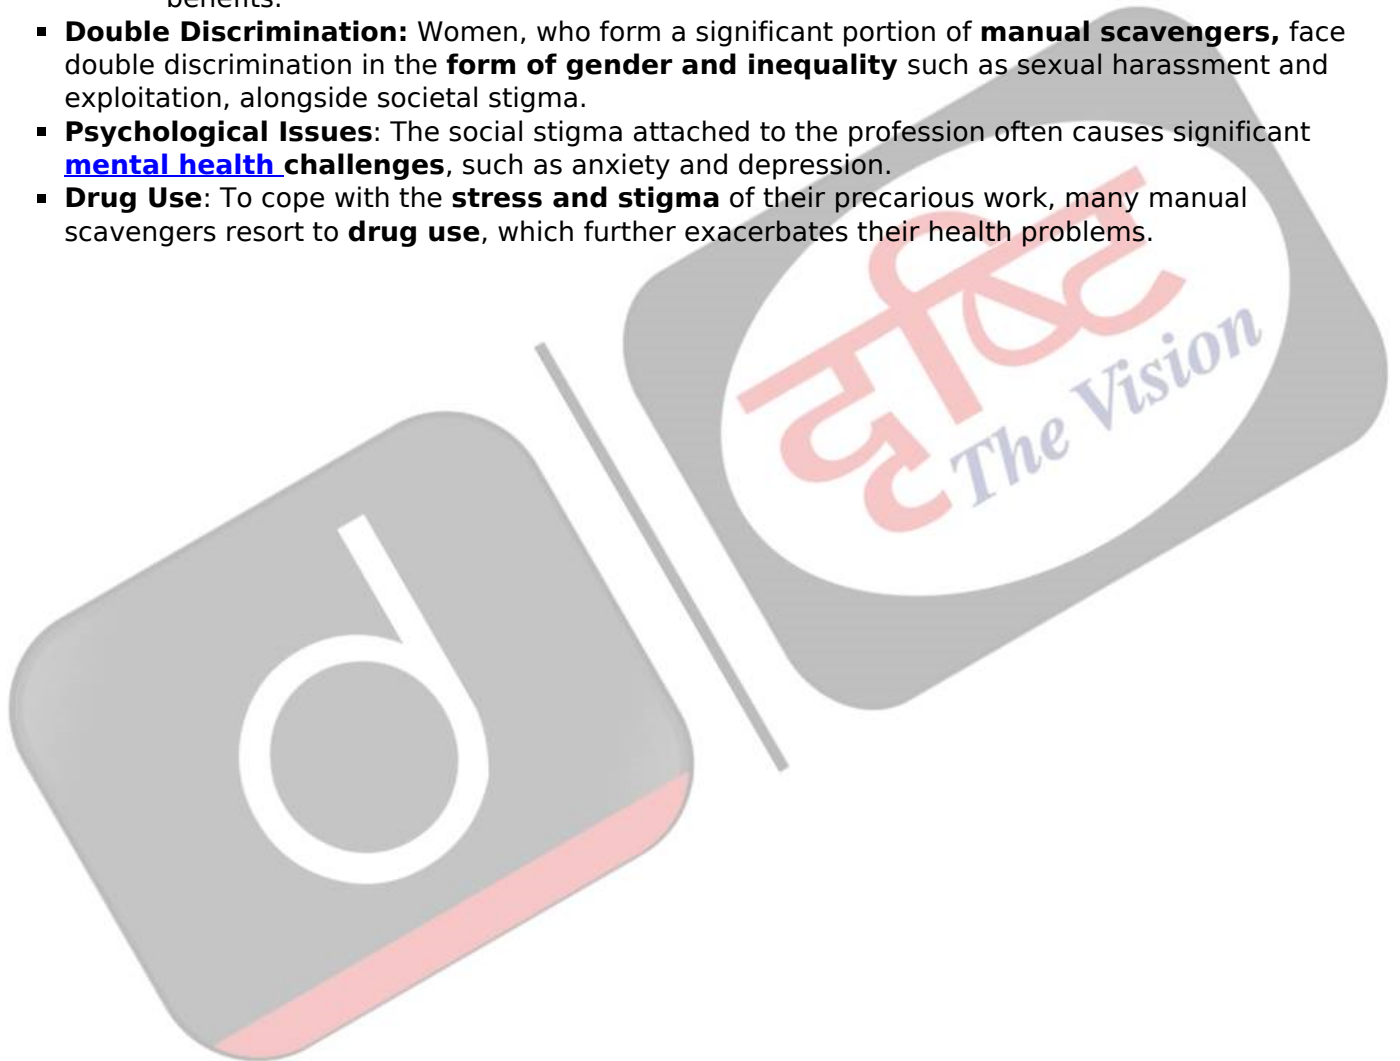 benefits.
▪ Double Discrimination: Women, who form a significant portion of manual scavengers, face
double discrimination in the form of gender and inequality such as sexual harassment and
exploitation, alongside societal stigma.
▪ Psychological Issues: The social stigma attached to the profession often causes significant
mental health challenges, such as anxiety and depression.
▪ Drug Use: To cope with the stress and stigma of their precarious work, many manual
scavengers resort to drug use, which further exacerbates their health problems.
दृष्टि
The Vision
d